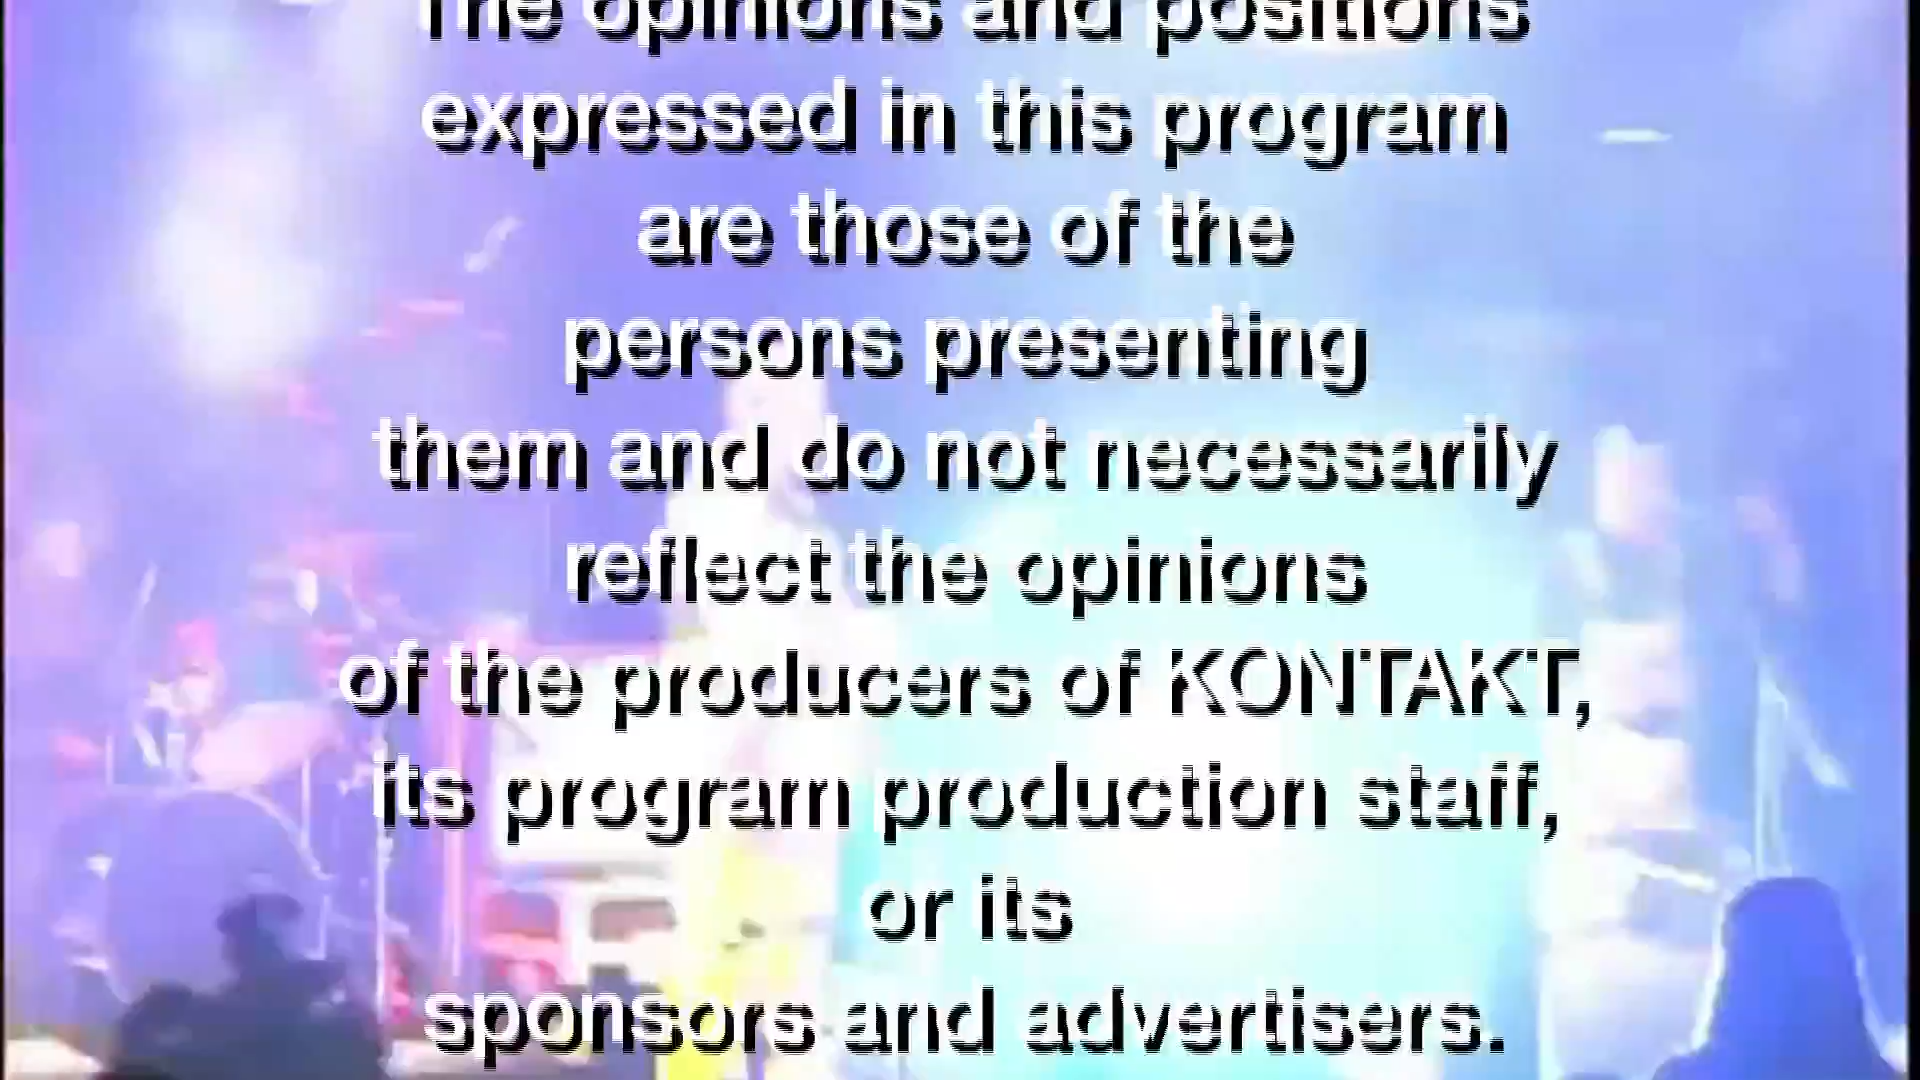 The opinions and positions
expressed in this program
are those of the
persons presenting
them and do not necessarily
reflect the opinions
of the producers of KONTAKT,
its program production staff,
or its
sponsors and advertisers.